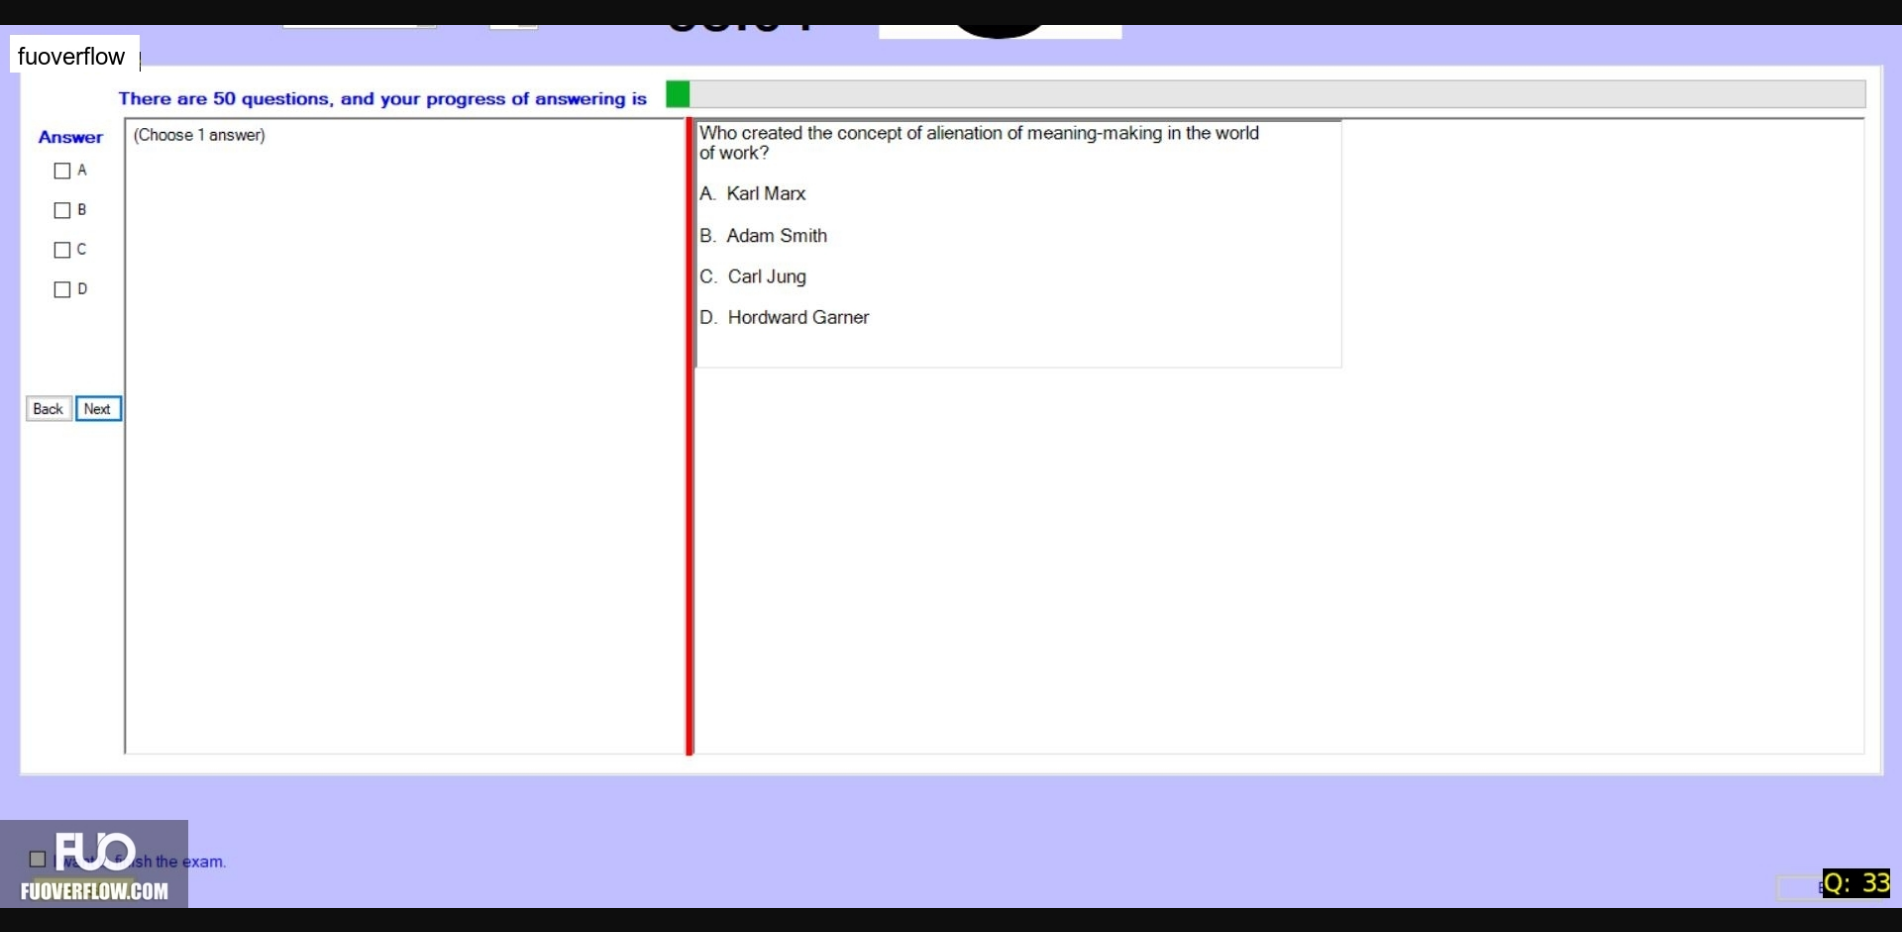 fuoverflow
There are 50 questions, and your progress of answering is
Answer
(Choose 1 answer)
A
B
C
D
Back Next
Who created the concept of alienation of meaning-making in the world
of work?
A. Karl Marx
B. Adam Smith
C. Carl Jung
D. Hordward Garner
FUO
the exam.
FUOVERFLOW.COM
Q: 33